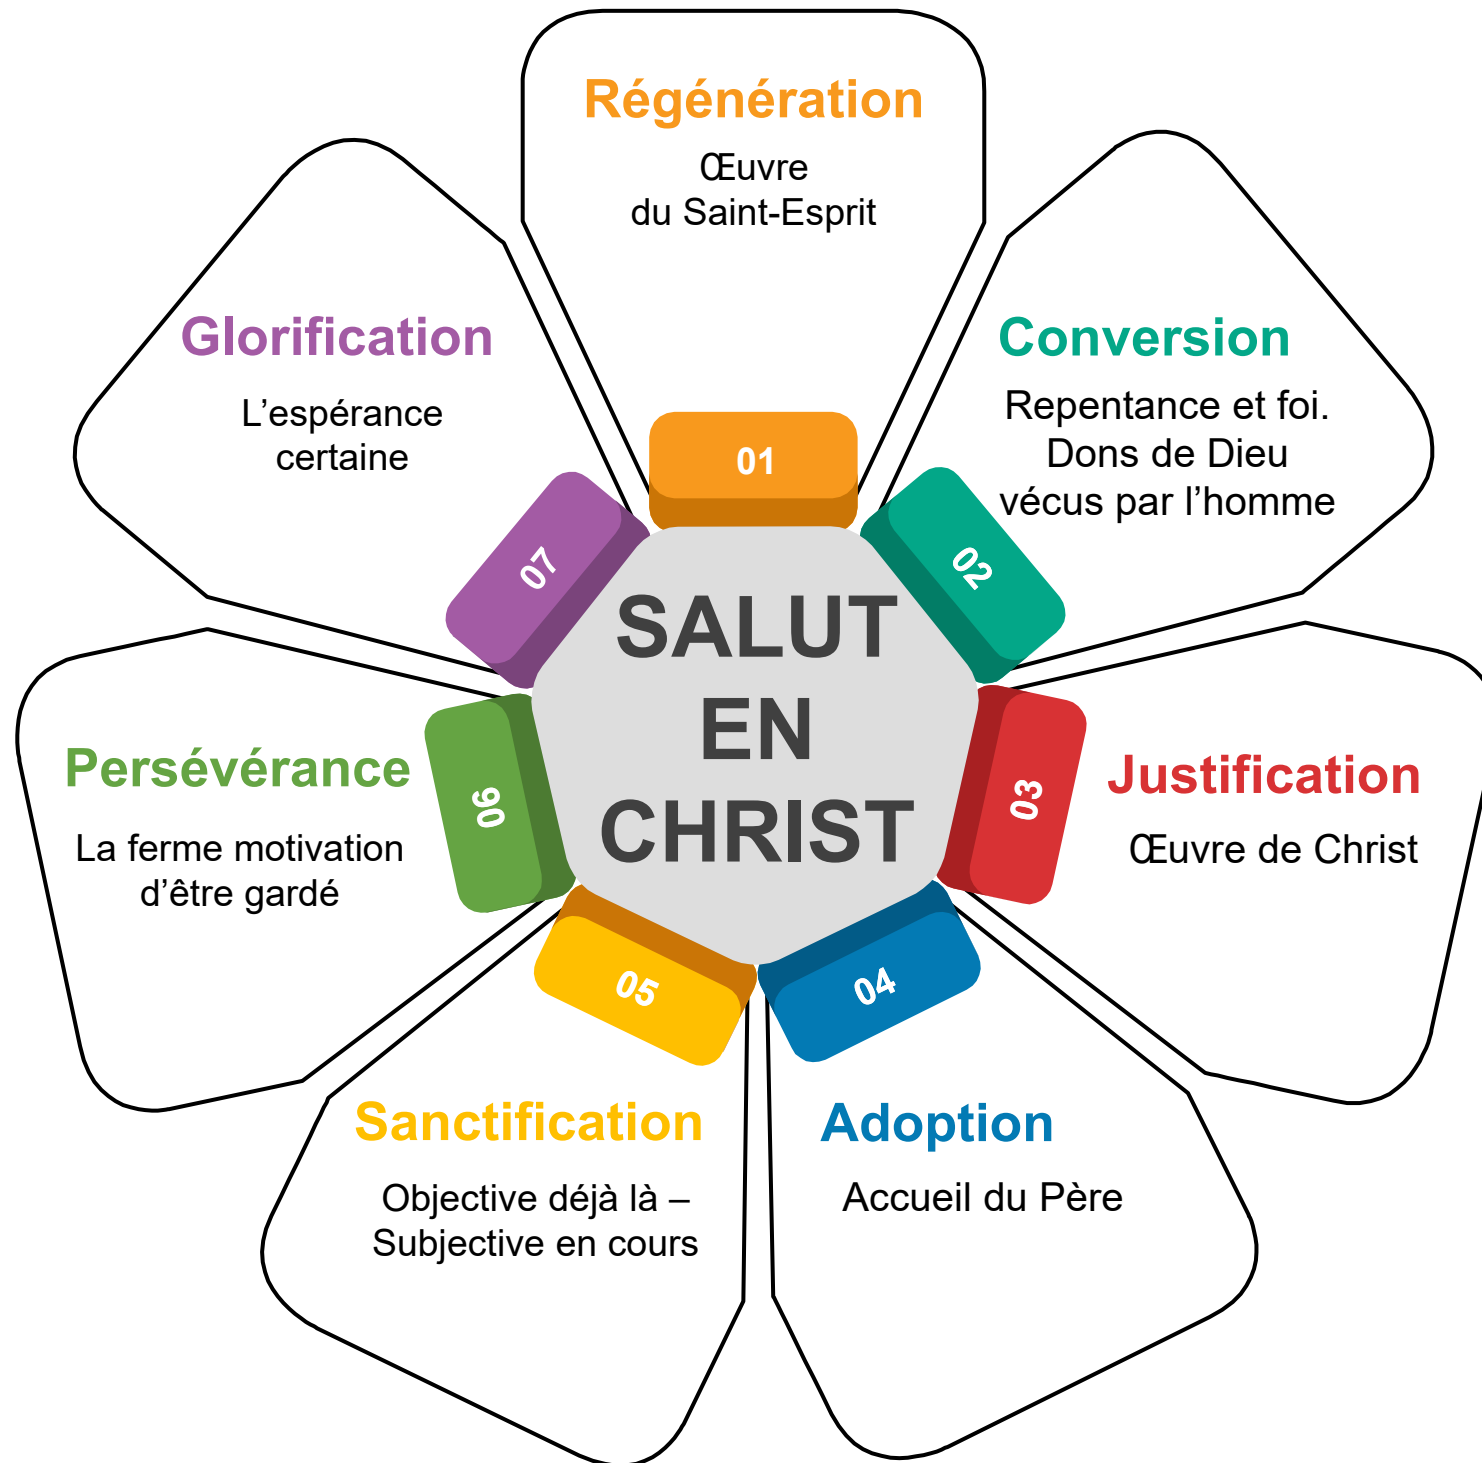 Régénération
Œuvre
du Saint-Esprit
01
Conversion
Repentance et foi.
Dons de Dieu
vécus par l’homme
02
Justification
Œuvre de Christ
03
Adoption
Accueil du Père
04
Sanctification
Objective déjà là –
Subjective en cours
05
Persévérance
La ferme motivation
d’être gardé
06
Glorification
L’espérance
certaine
07
SALUT
EN
CHRIST